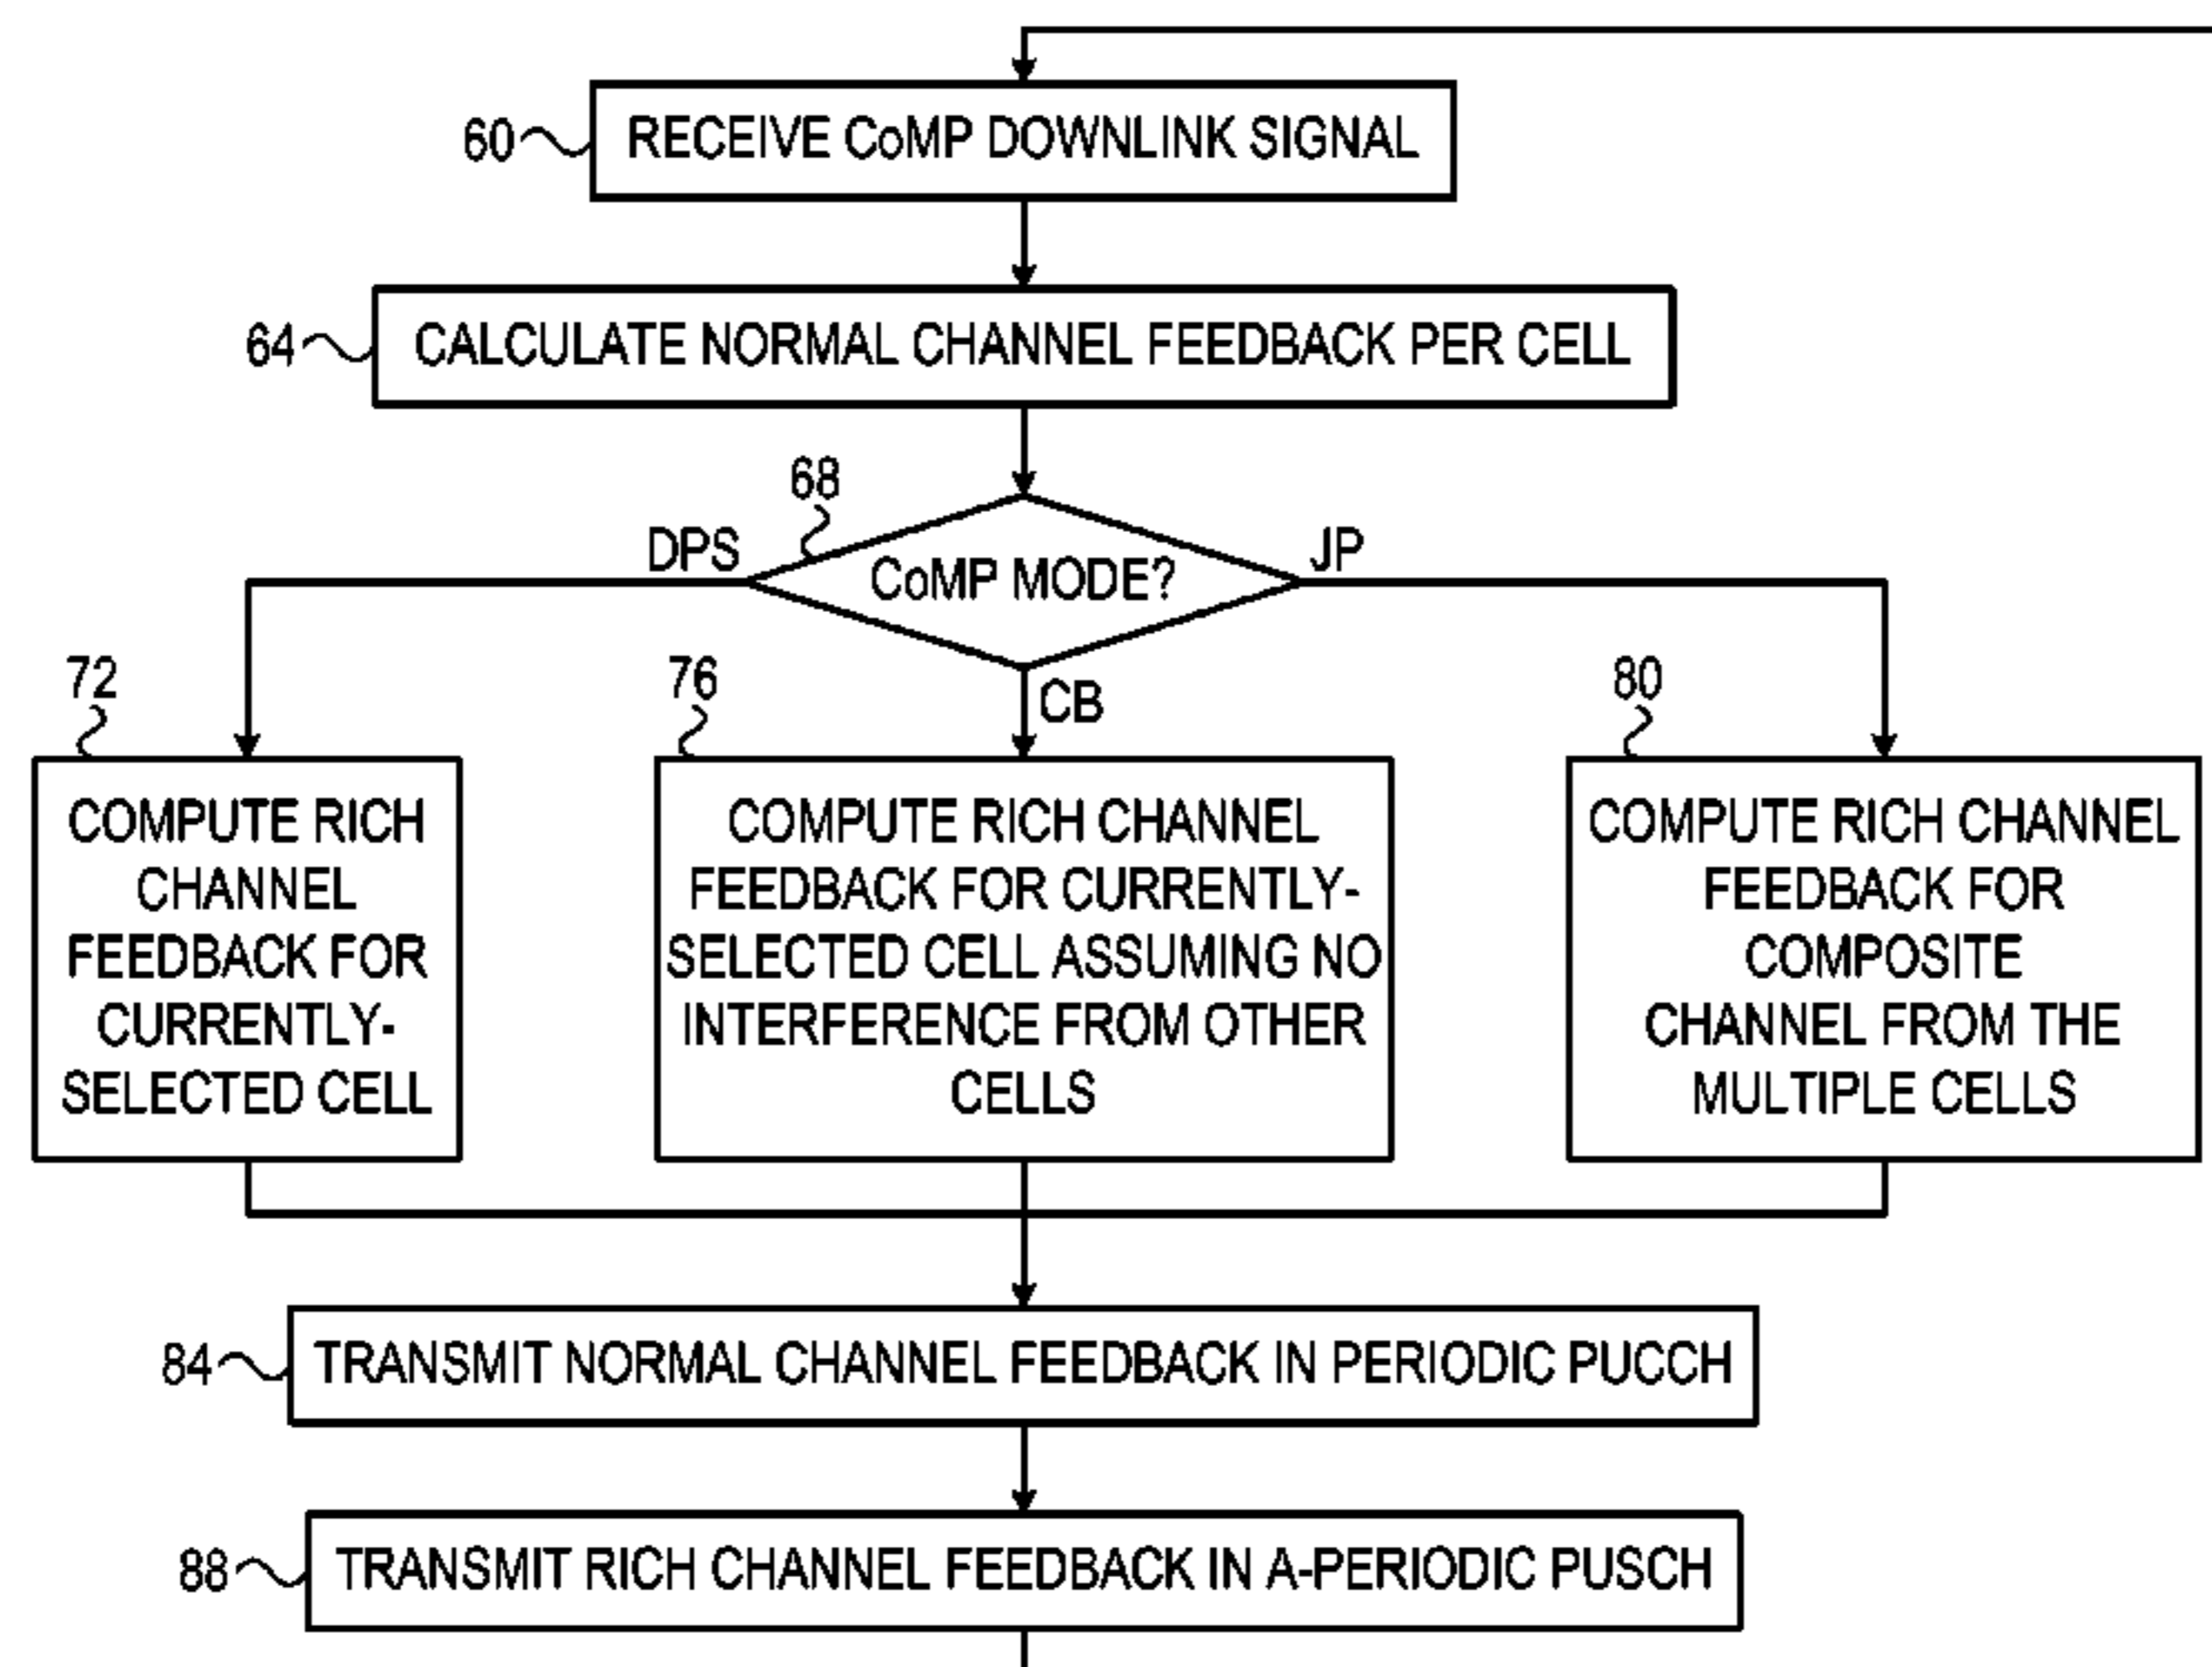 60
RECEIVE CoMP DOWNLINK SIGNAL
64
CALCULATE NORMAL CHANNEL FEEDBACK PER CELL
68
CoMP MODE?
DPS
JP
CB
72
COMPUTE RICH
CHANNEL
FEEDBACK FOR
CURRENTLY-
SELECTED CELL
76
COMPUTE RICH CHANNEL
FEEDBACK FOR CURRENTLY-
SELECTED CELL ASSUMING NO
INTERFERENCE FROM OTHER
CELLS
80
COMPUTE RICH CHANNEL
FEEDBACK FOR
COMPOSITE
CHANNEL FROM THE
MULTIPLE CELLS
84
TRANSMIT NORMAL CHANNEL FEEDBACK IN PERIODIC PUCCH
88
TRANSMIT RICH CHANNEL FEEDBACK IN A-PERIODIC PUSCH